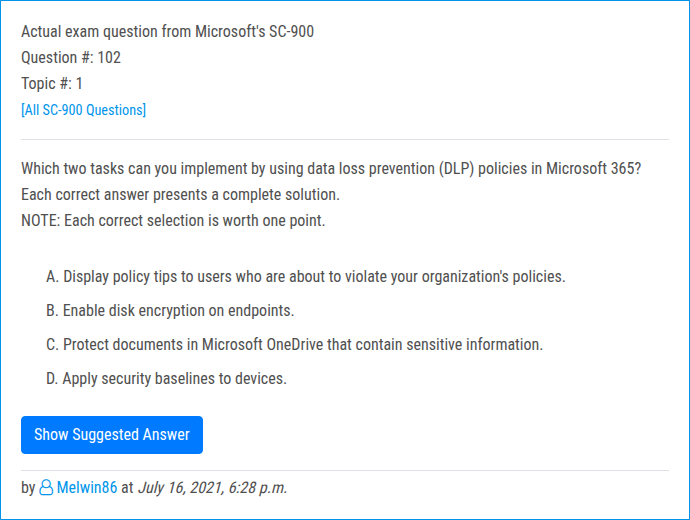 Actual exam question from Microsoft's SC-900
Question #: 102
Topic #: 1
[All SC-900 Questions]
Which two tasks can you implement by using data loss prevention (DLP) policies in Microsoft 365?
Each correct answer presents a complete solution.
NOTE: Each correct selection is worth one point.
A. Display policy tips to users who are about to violate your organization's policies.
B. Enable disk encryption on endpoints.
C. Protect documents in Microsoft OneDrive that contain sensitive information.
D. Apply security baselines to devices.
Show Suggested Answer
by Melwin86 at July 16, 2021, 6:28 p.m.